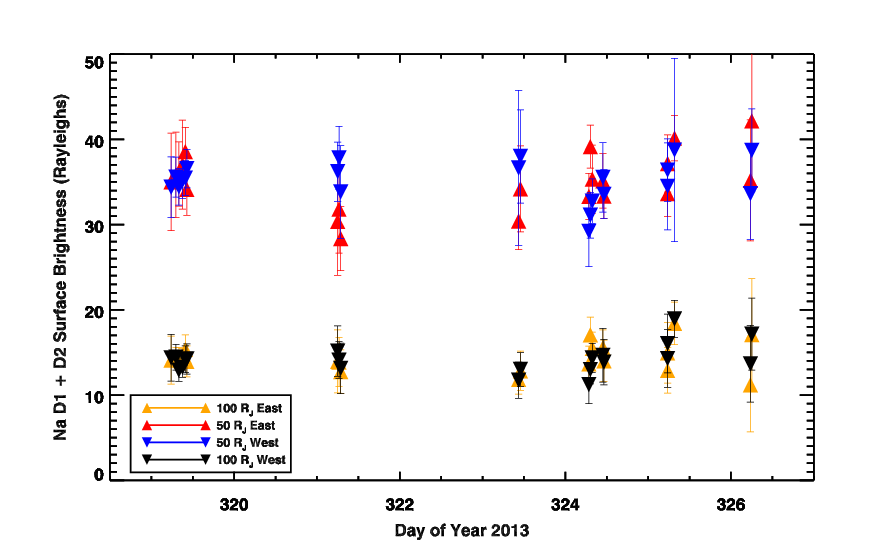 Na D1 + D2 Surface Brightness (Rayleighs)
50
40
30
20
10
0
100 RJ East
50 RJ East
50 RJ West
100 RJ West
320 322 324 326
Day of Year 2013